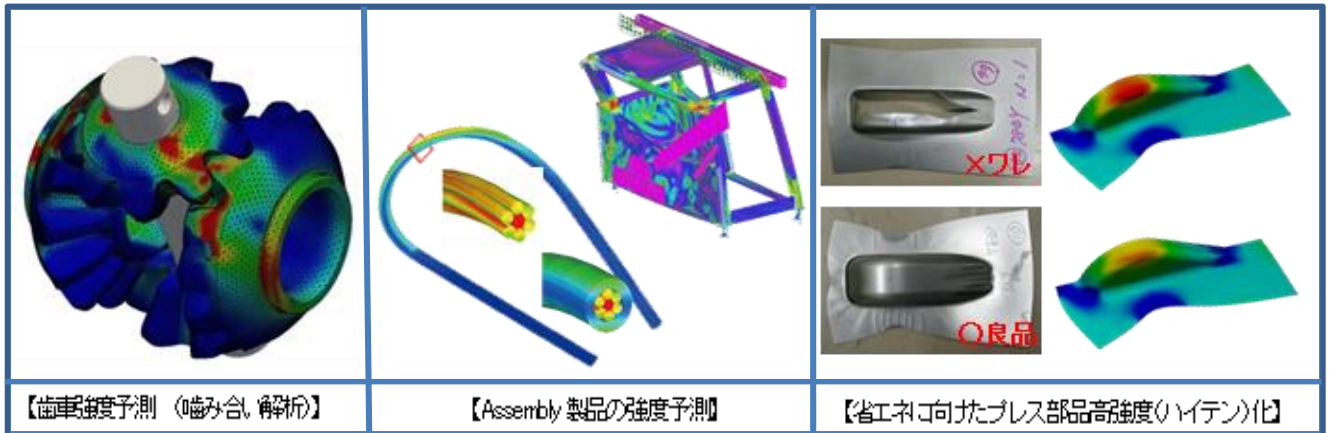 ×ワレ
〇良品
【歯車強度予測 (噛み合い解析)】
【Assembly 製品の強度予測】
【省エネに向けたプレス部品高強度(ハイテン)化】